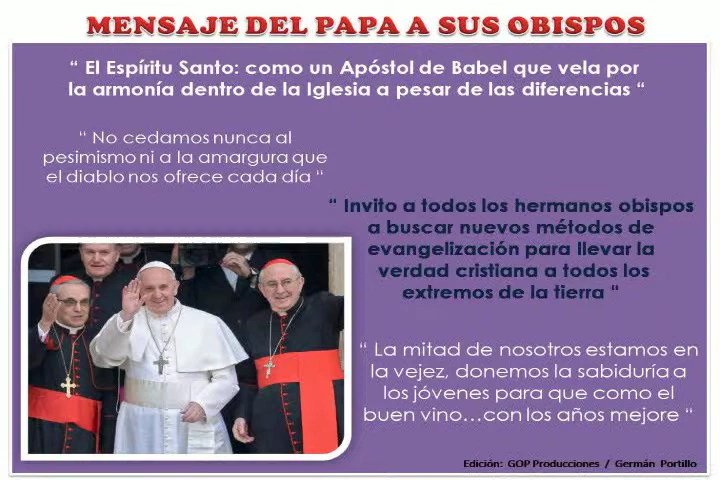 MENSAJE DEL PAPA A SUS OBISPOS
“ El Espíritu Santo: como un Apóstol de Babel que vela por
la armonía dentro de la Iglesia a pesar de las diferencias “
“ No cedamos nunca al
pesimismo ni a la amargura que
el diablo nos ofrece cada día “
“ Invito a todos los hermanos obispos
a buscar nuevos métodos de
evangelización para llevar la
verdad cristiana a todos los
extremos de la tierra “
“ La mitad de nosotros estamos en
la vejez, donemos la sabiduría a
los jóvenes para que como el
buen vino...con los años mejore “
Edición: GOP Producciones / Germán Portillo